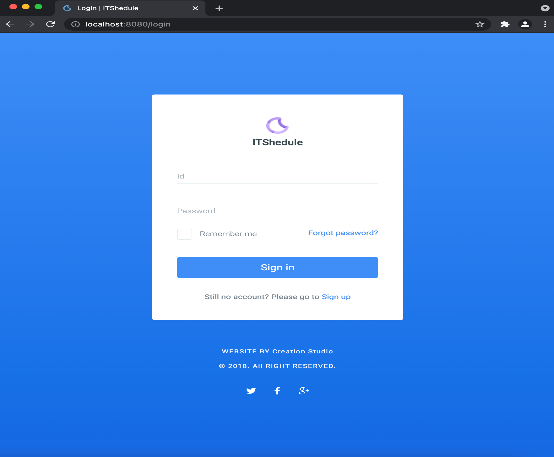 Login | ITShedule
localhost:8080/login
ITShedule
Id
Password
Remember me
Forgot password?
Sign in
Still no account? Please go to Sign up
WEBSITE BY Creation Studio
© 2018. All RIGHT RESERVED.